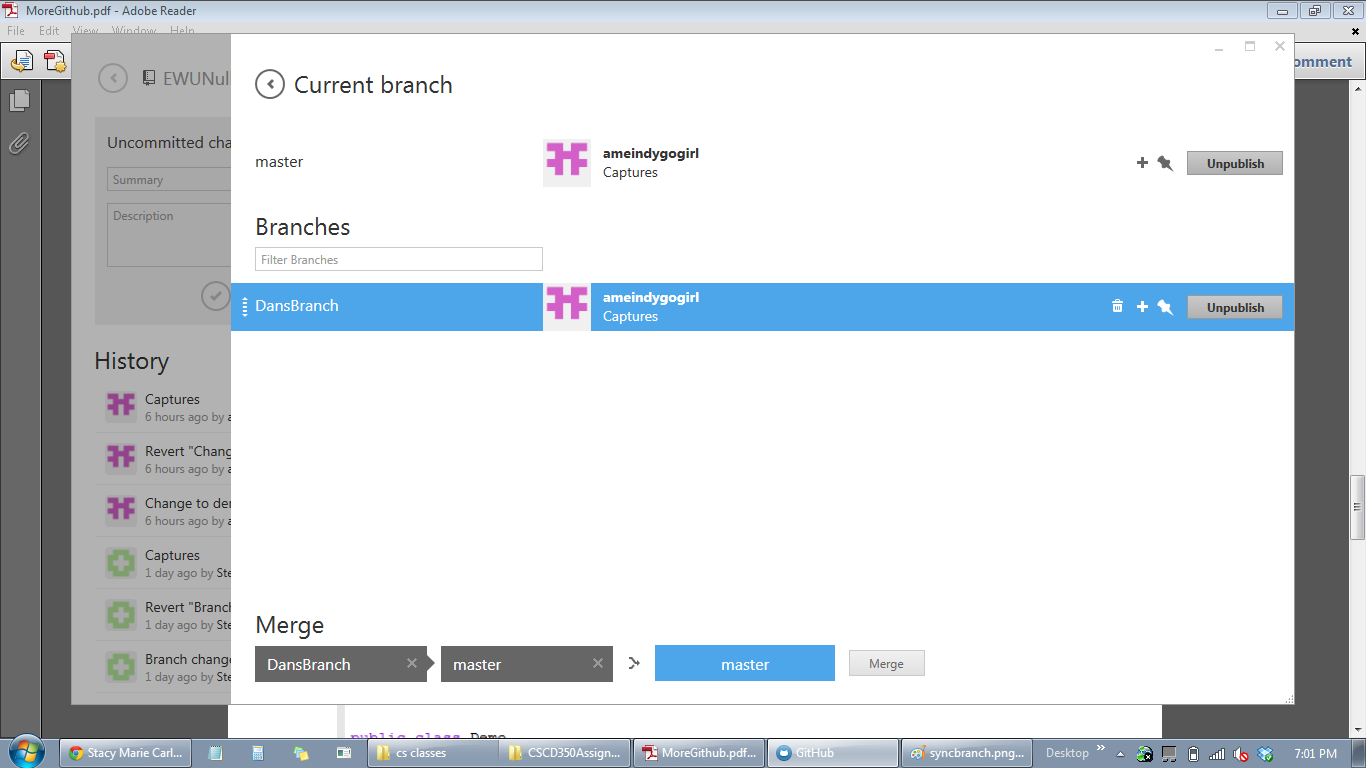 MoreGithub.pdf - Adobe Reader
File Edit View Window Help
omment
EWUNull
Uncommitted cha
Summary
Description
History
Captures
6 hours ago by a
Revert "Chang
6 hours ago by a
Change to der
6 hours ago by a
Captures
1 day ago by Ste
Revert "Branch
1 day ago by Ste
Branch change
1 day ago by Ste
Current branch
master
ameindygogirl
Captures
Unpublish
Branches
Filter Branches
DansBranch
ameindygogirl
Captures
Unpublish
Merge
DansBranch
master
master
Merge
public class Demo
Stacy Marie Carl...
cs classes
CSCD350Assign...
MoreGithub.pdf...
GitHub
syncbranch.png...
Desktop
7:01 PM